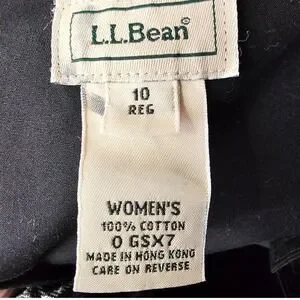 L.L.Bean®
10
REG
WOMEN'S
100% COTTON
0 GSX7
MADE IN HONG KONG
CARE ON REVERSE